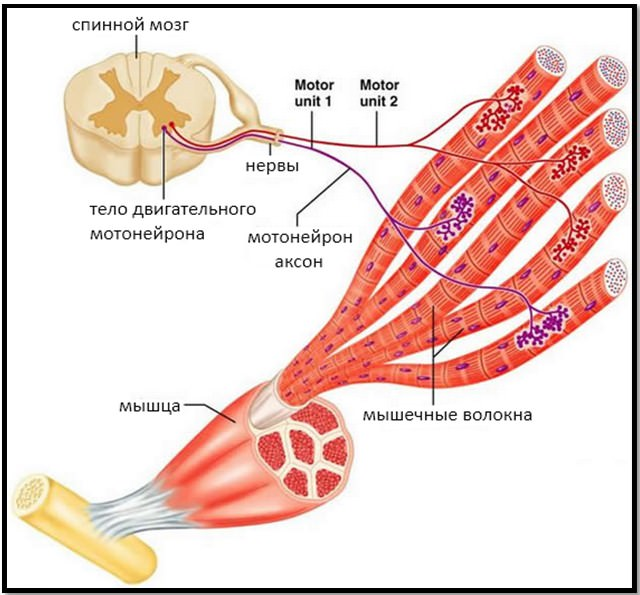 спинной мозг
Motor
unit 1
Motor
unit 2
нервы
тело двигательного
мотонейрона
мотонейрон
аксон
мышца
мышечные волокна